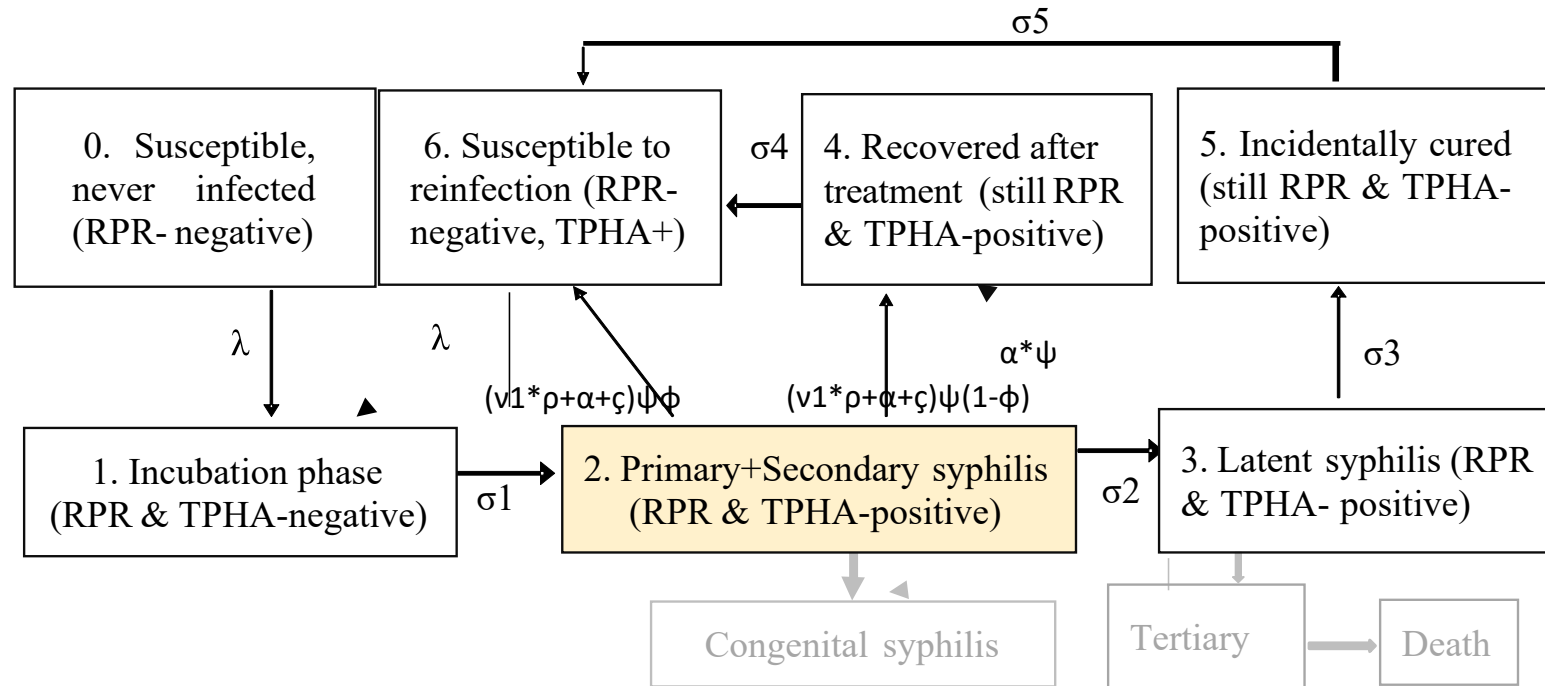 σ5
0. Susceptible,
never infected
(RPR- negative)
6. Susceptible to
reinfection (RPR-
negative, TPHA+)
σ4
4. Recovered after
treatment (still RPR
& TPHA-positive)
5. Incidentally cured
(still RPR & TPHA-
positive)
λ
λ
α*ψ
σ3
(ν1*ρ+α+ς)ψφ
(ν1*ρ+α+ς)ψ(1-φ)
1. Incubation phase
(RPR & TPHA-negative)
σ1
2. Primary+Secondary syphilis
(RPR & TPHA-positive)
σ2
3. Latent syphilis (RPR
& TPHA- positive)
Congenital syphilis
Tertiary
Death